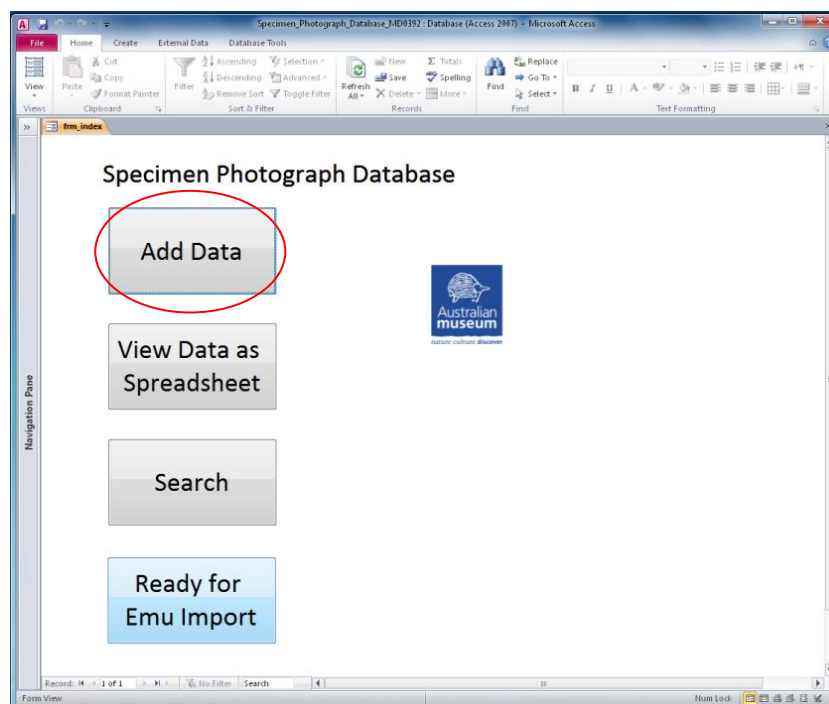 Specimen_Photograph_Database_MD0392 : Database (Access 2007) - Microsoft Access
File Home Create External Data Database Tools
View
Views
Paste
Cut
Copy
Format Painter
Clipboard
Filter
Ascending
Descending
Remove Sort
Selection
Advanced
Toggle Filter
Sort & Filter
Refresh
All
New
Save
Delete
Totals
Spelling
More
Records
Find
Replace
Go To
Select
Find
B I U A
Text Formatting
frm_index
Navigation Pane
Specimen Photograph Database
Add Data
View Data as
Spreadsheet
Search
Ready for
Emu Import
Australian
museum
nature culture discover
Record: 1 of 1 No Filter Search
Form View Num Lock